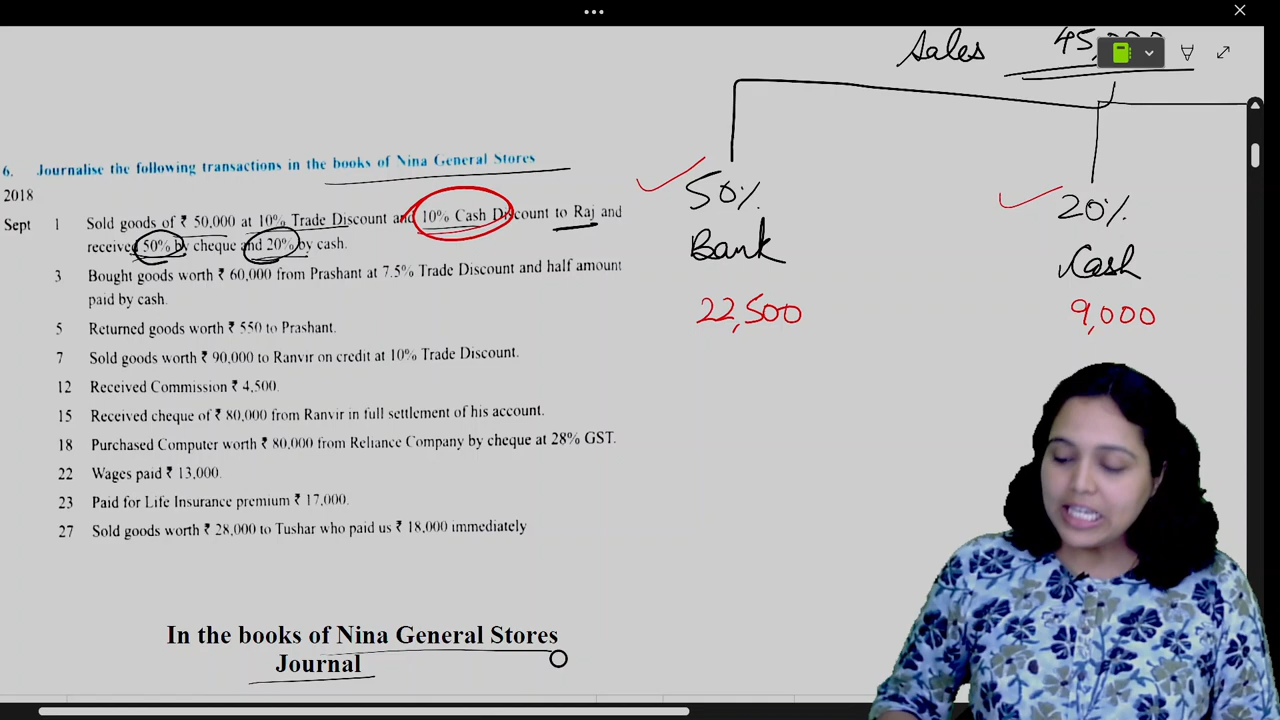 Sales 45,000
6. Journalise the following transactions in the books of Nina General Stores
2018
Sept 1 Sold goods of ₹ 50,000 at 10% Trade Discount and 10% Cash Discount to Raj and
received 50% by cheque and 20% by cash.
3 Bought goods worth ₹ 60,000 from Prashant at 7.5% Trade Discount and half amount
paid by cash.
5 Returned goods worth ₹ 550 to Prashant.
7 Sold goods worth ₹ 90,000 to Ranvir on credit at 10% Trade Discount.
12 Received Commission ₹ 4,500.
15 Received cheque of ₹ 80,000 from Ranvir in full settlement of his account.
18 Purchased Computer worth ₹ 80,000 from Reliance Company by cheque at 28% GST.
22 Wages paid ₹ 13,000.
23 Paid for Life Insurance premium ₹ 17,000.
27 Sold goods worth ₹ 28,000 to Tushar who paid us ₹ 18,000 immediately
50%
Bank
22,500
20%
Cash
9,000
In the books of Nina General Stores
Journal